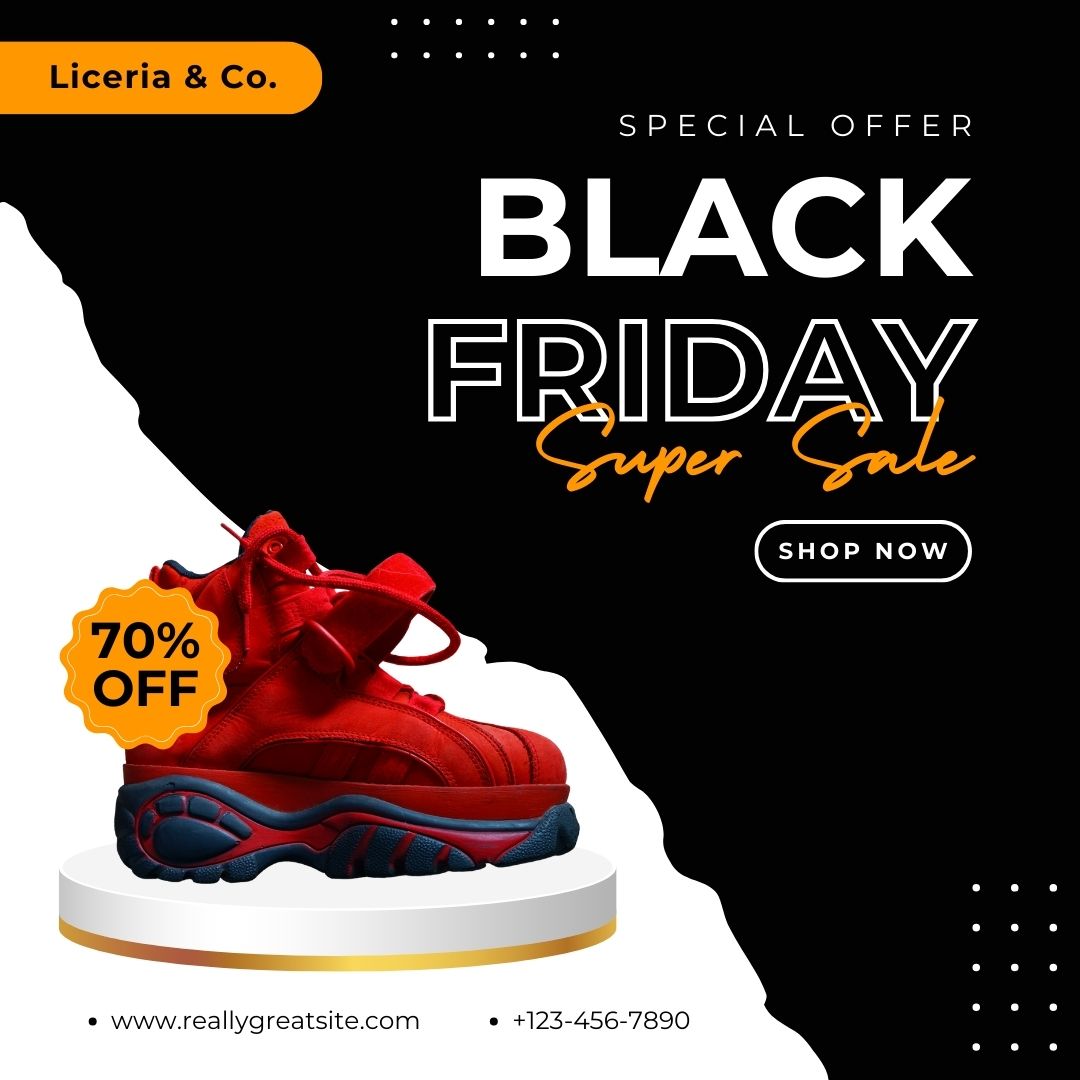 Liceria & Co.
SPECIAL OFFER
BLACK
FRIDAY
Super Sale
SHOP NOW
70%
OFF
www.reallygreatsite.com
+123-456-7890